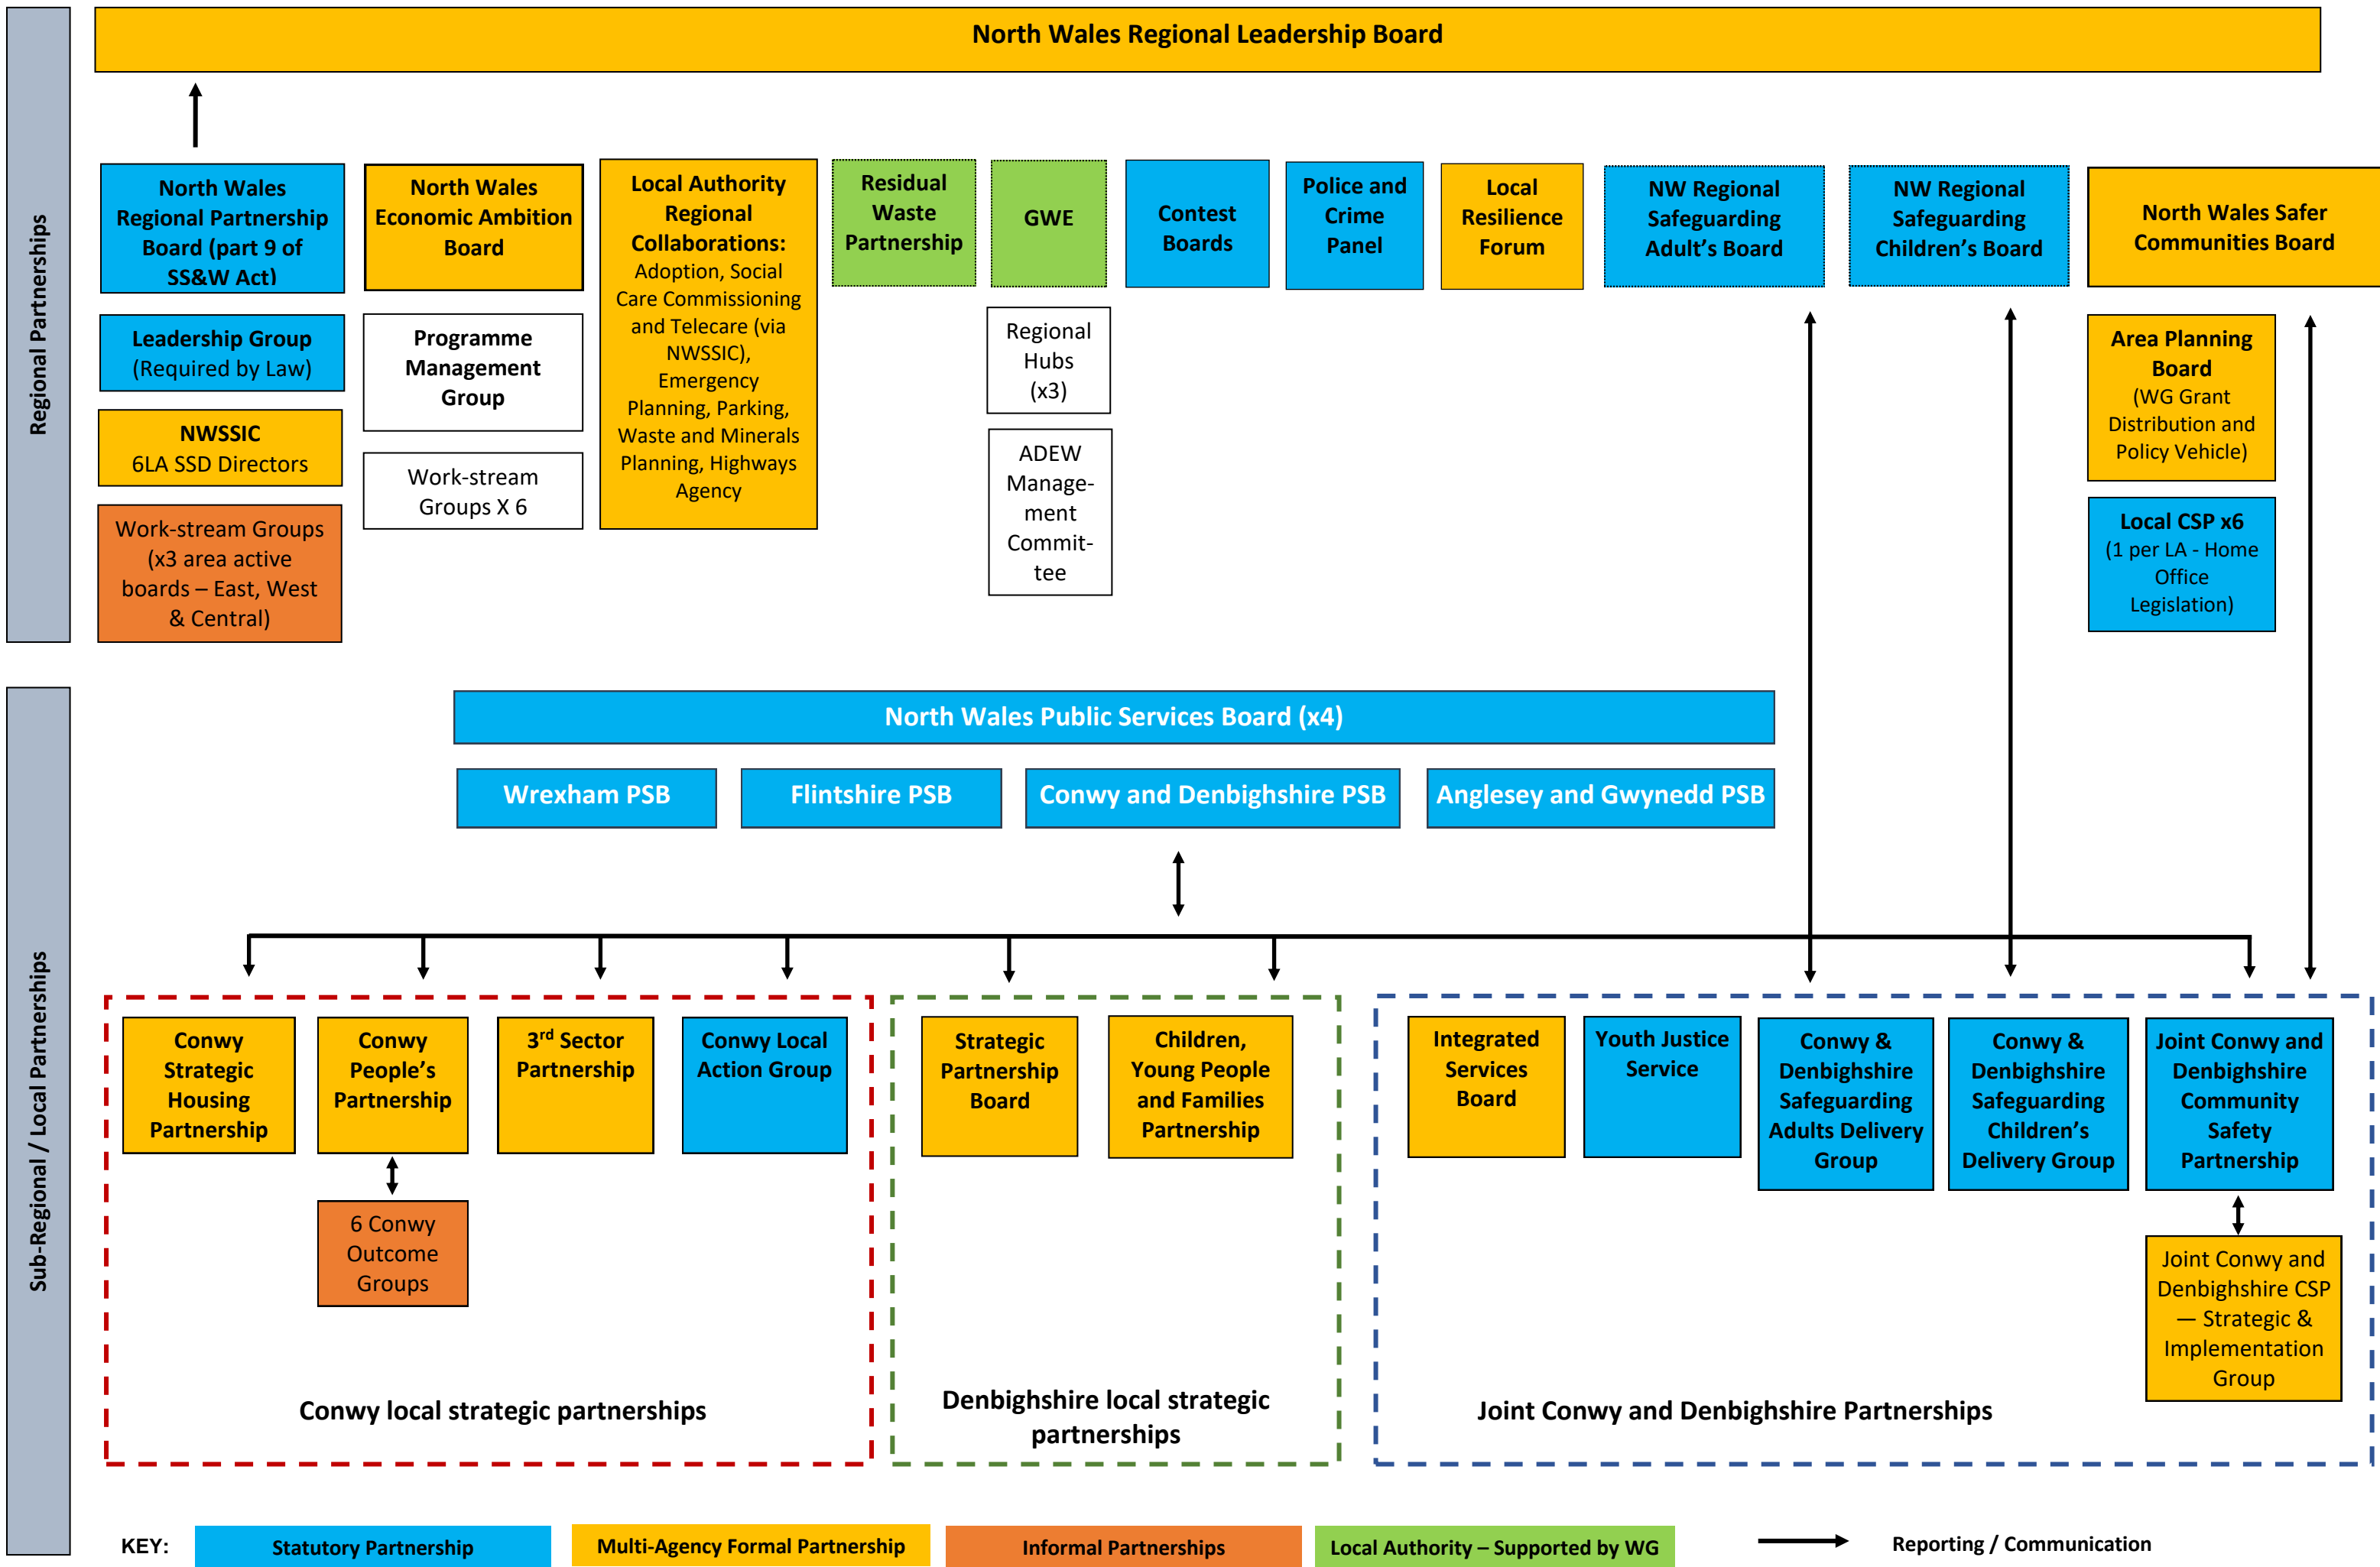 North Wales Regional Leadership Board
Regional Partnerships
North Wales
Regional Partnership
Board (part 9 of
SS&W Act)
Leadership Group
(Required by Law)
NWSSIC
6LA SSD Directors
Work-stream Groups
(x3 area active
boards – East, West
& Central)
North Wales
Economic Ambition
Board
Programme
Management
Group
Work-stream
Groups X 6
Local Authority
Regional
Collaborations:
Adoption, Social
Care Commissioning
and Telecare (via
NWSSIC),
Emergency
Planning, Parking,
Waste and Minerals
Planning, Highways
Agency
Residual
Waste
Partnership
GWE
Regional
Hubs
(x3)
ADEW
Manage-
ment
Commit-
tee
Contest
Boards
Police and
Crime
Panel
Local
Resilience
Forum
NW Regional
Safeguarding
Adult’s Board
NW Regional
Safeguarding
Children’s Board
North Wales Safer
Communities Board
Area Planning
Board
(WG Grant
Distribution and
Policy Vehicle)
Local CSP x6
(1 per LA - Home
Office
Legislation)
Sub-Regional / Local Partnerships
North Wales Public Services Board (x4)
Wrexham PSB
Flintshire PSB
Conwy and Denbighshire PSB
Anglesey and Gwynedd PSB
Conwy
Strategic
Housing
Partnership
Conwy
People’s
Partnership
6 Conwy
Outcome
Groups
3rd Sector
Partnership
Conwy Local
Action Group
Conwy local strategic partnerships
Strategic
Partnership
Board
Children,
Young People
and Families
Partnership
Denbighshire local strategic
partnerships
Integrated
Services
Board
Youth Justice
Service
Conwy &
Denbighshire
Safeguarding
Adults Delivery
Group
Conwy &
Denbighshire
Safeguarding
Children’s
Delivery Group
Joint Conwy and
Denbighshire
Community
Safety
Partnership
Joint Conwy and
Denbighshire CSP
— Strategic &
Implementation
Group
Joint Conwy and Denbighshire Partnerships
KEY:
Statutory Partnership
Multi-Agency Formal Partnership
Informal Partnerships
Local Authority – Supported by WG
Reporting / Communication